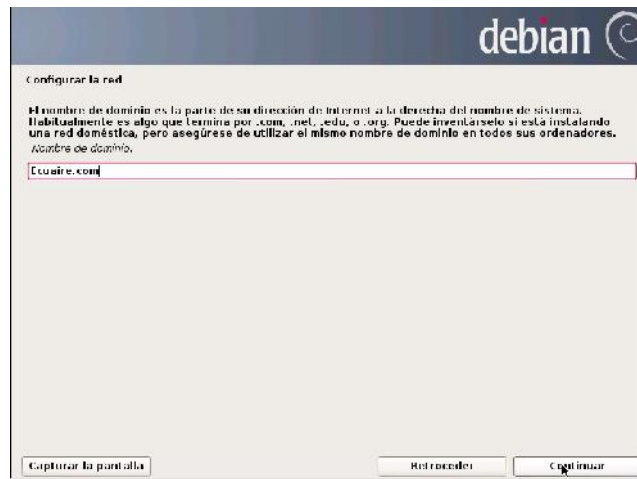 debian
Configurar la red
El nombre de dominio es la parte de su dirección de Internet a la derecha del nombre de sistema.
Habitualmente es algo que termina por .com, .net, .edu, o .org. Puede inventárselo si está instalando
una red doméstica, pero asegúrese de utilizar el mismo nombre de dominio en todos sus ordenadores.
Nombre de dominio:
Ecuaire.com
Capturar la pantalla
Retroceder
Continuar